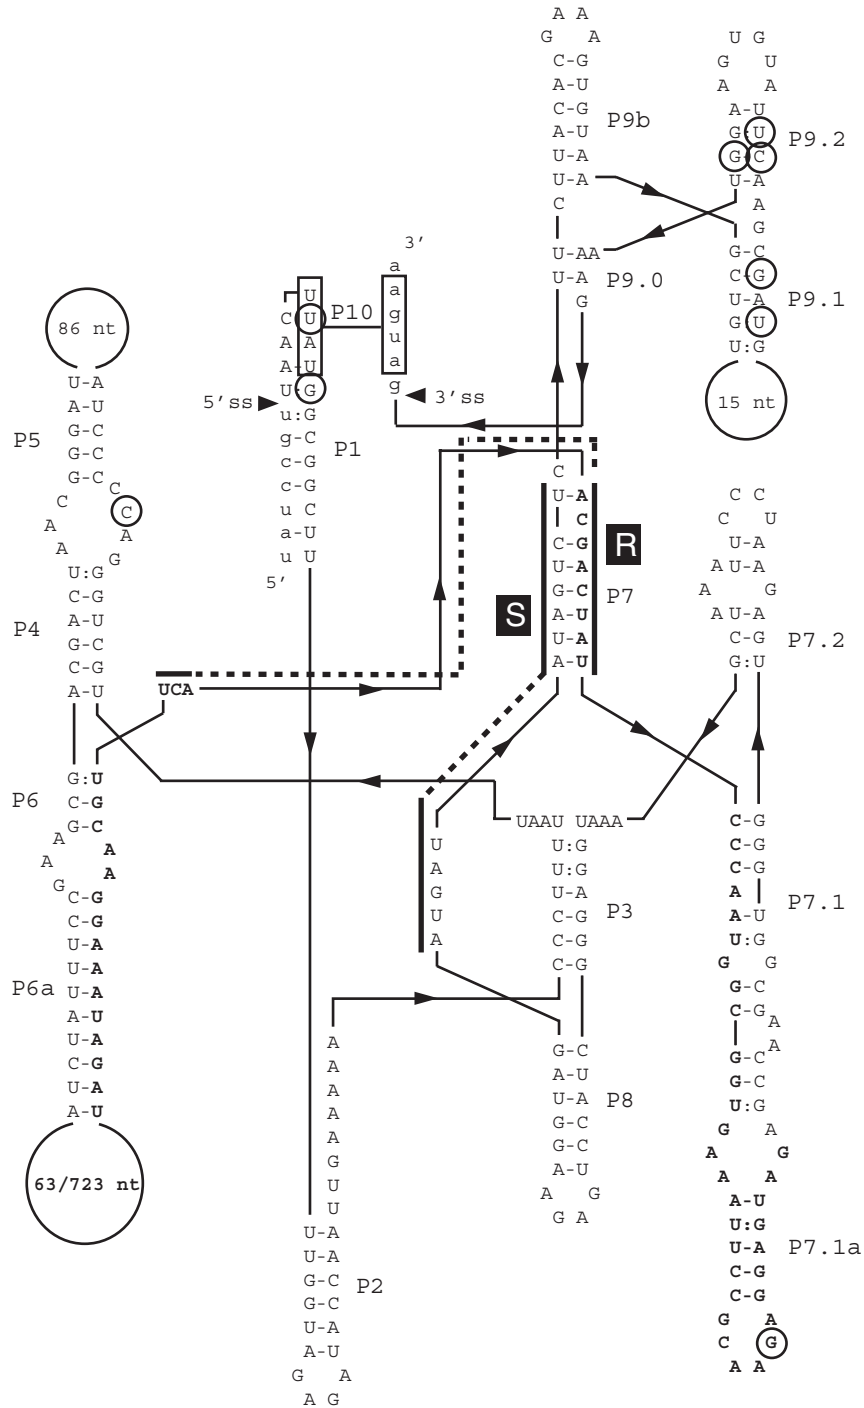 A A
G A
C-G
A-U
C-G
A-U
U-A
U-A
C
P9b
U-AA
U-A
G
P9.0
U G
G U
A A
A-U
G·U
G-C
U-A
A
G
P9.2
G-C
C-G
U-A
G-U
U:G
P9.1
15 nt
3'
a
a
g
u
a
g
3'ss
P10
U
C U
A A
A-U
U·G
u:G
g-C
c-G
c-G
u C
a-U
u U
5'ss
P1
5'
86 nt
U-A
A-U
G-C
G-C
G-C
P5
C C
A C
A A
G
U:G
C-G
A-U
G-C
C-G
A-U
P4
UCA
G:U
C-G
G-C
P6
A A
A A
G
C-G
C-G
U-A
U-A
U-A
A-U
U-A
C-G
U-A
A-U
P6a
63/723 nt
C
U-A
C
C-G
U-A
G-C
A-U
U-A
A-U
S
R
P7
C C
C U
U-A
A U-A
A G
A U-A
C-G
G:U
P7.2
UAAU UAAA
U:G
U:G
U-A
C-G
C-G
C-G
P3
U
A
G
U
A
G-C
A-U
U-A
G-C
G-C
A-U
A G
G A
P8
C-G
C-G
C-G
A
A-U
U:G
P7.1
G G
G-C
C-G
A
A
G-C
G-C
U:G
G A
A G
A A
A-U
U:G
U-A
C-G
C-G
P7.1a
G A
C G
A A
A
A
A
A
A
G
U
U
U-A
U-A
G-C
G-C
U-A
A-U
G A
A G
P2